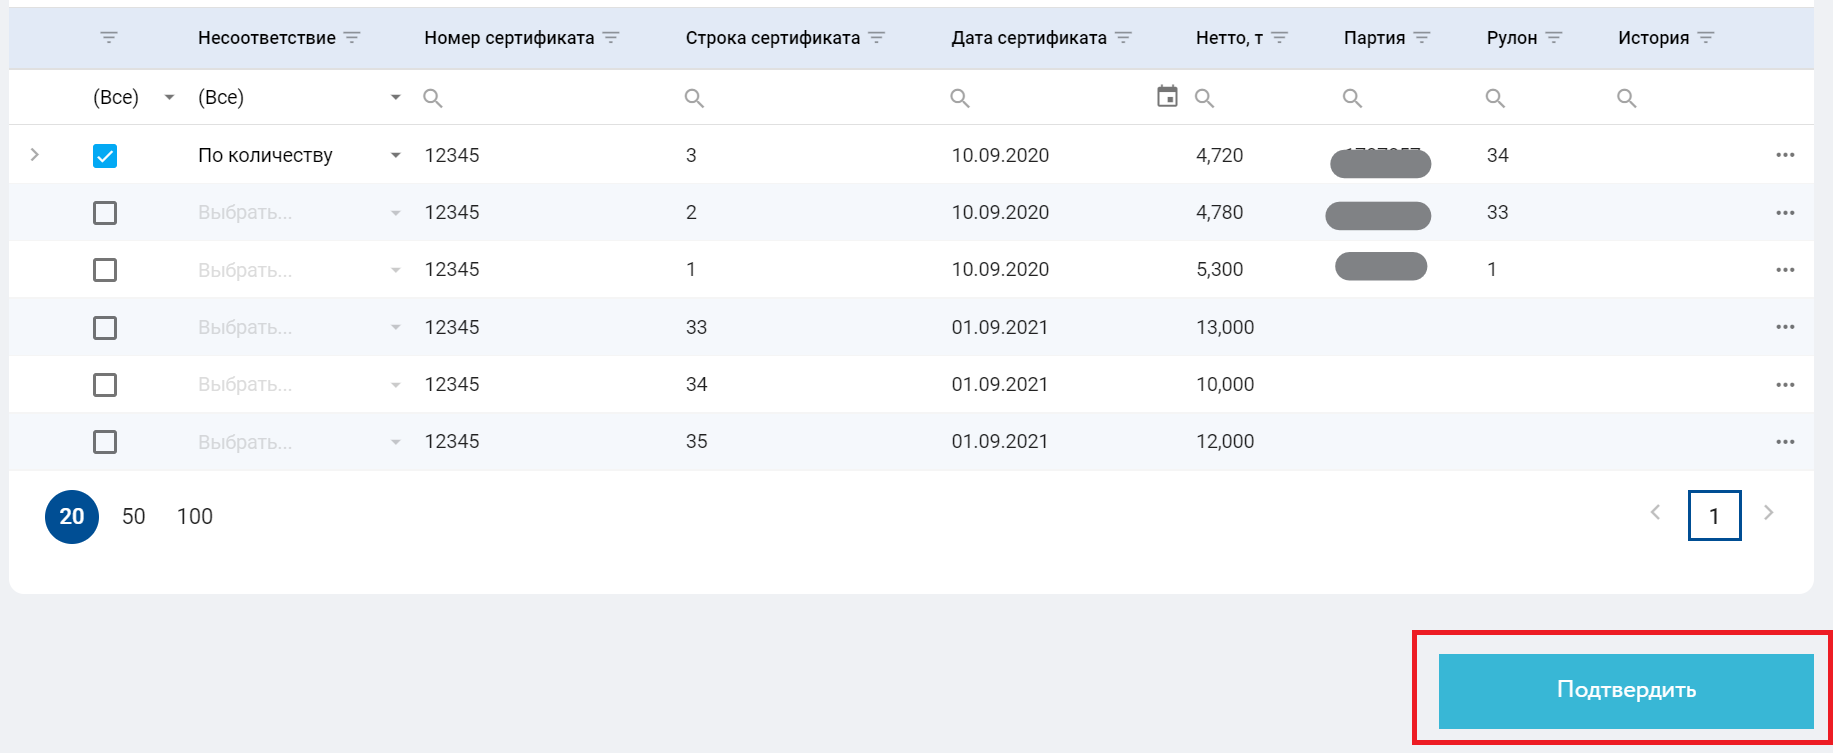 Несоответствие Номер сертификата Строка сертификата Дата сертификата Нетто, т Партия Рулон История
(Все) (Все)
По количеству 12345 3 10.09.2020 4,720 34
Выбрать... 12345 2 10.09.2020 4,780 33
Выбрать... 12345 1 10.09.2020 5,300 1
Выбрать... 12345 33 01.09.2021 13,000
Выбрать... 12345 34 01.09.2021 10,000
Выбрать... 12345 35 01.09.2021 12,000
20 50 100 1
Подтвердить